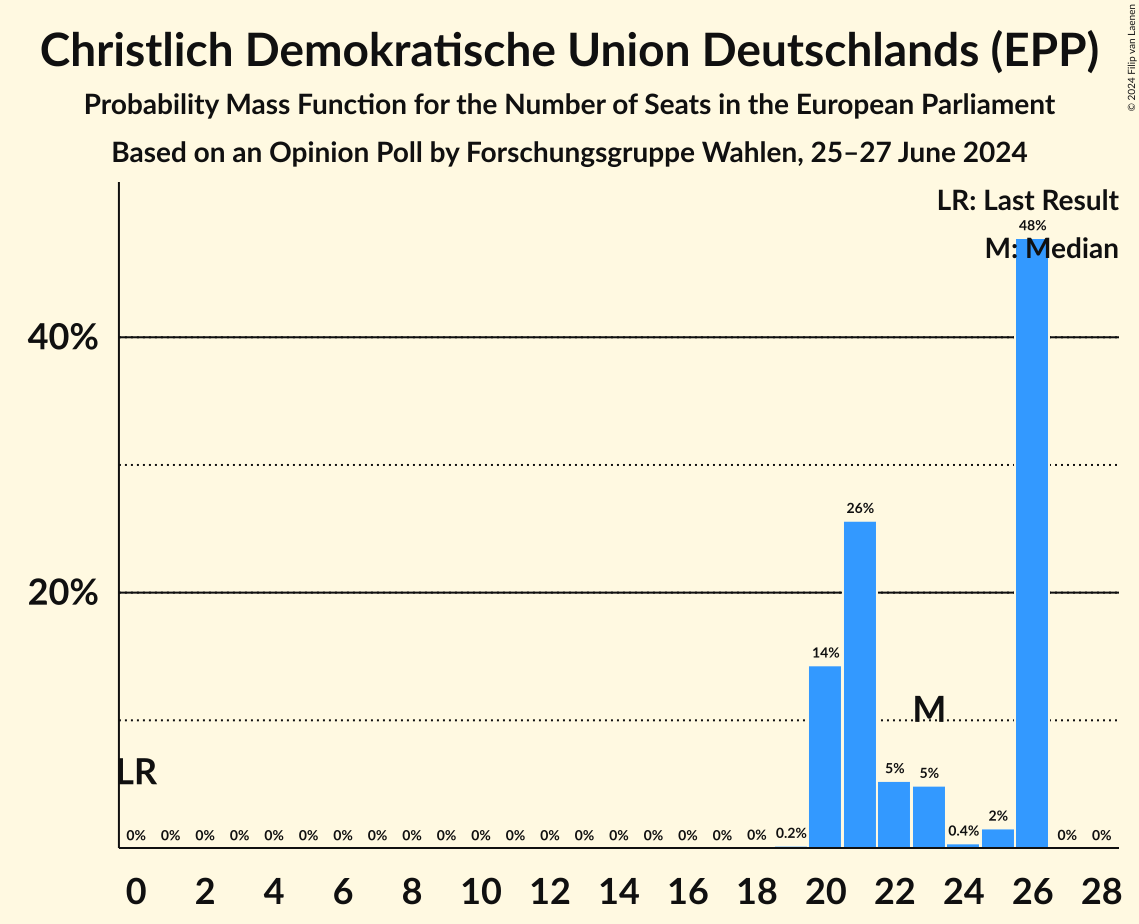 Christlich Demokratische Union Deutschlands (EPP)
Probability Mass Function for the Number of Seats in the European Parliament
Based on an Opinion Poll by Forschungsgruppe Wahlen, 25–27 June 2024
© 2024 Filip van Laenen
LR: Last Result
M: Median
48%
40%
26%
20%
14%
M
LR
5%
5%
2%
0.4%
0.2%
0% 0% 0% 0% 0% 0% 0% 0% 0% 0% 0% 0% 0% 0% 0% 0% 0% 0% 0% 0% 0%
0 2 4 6 8 10 12 14 16 18 20 22 24 26 28